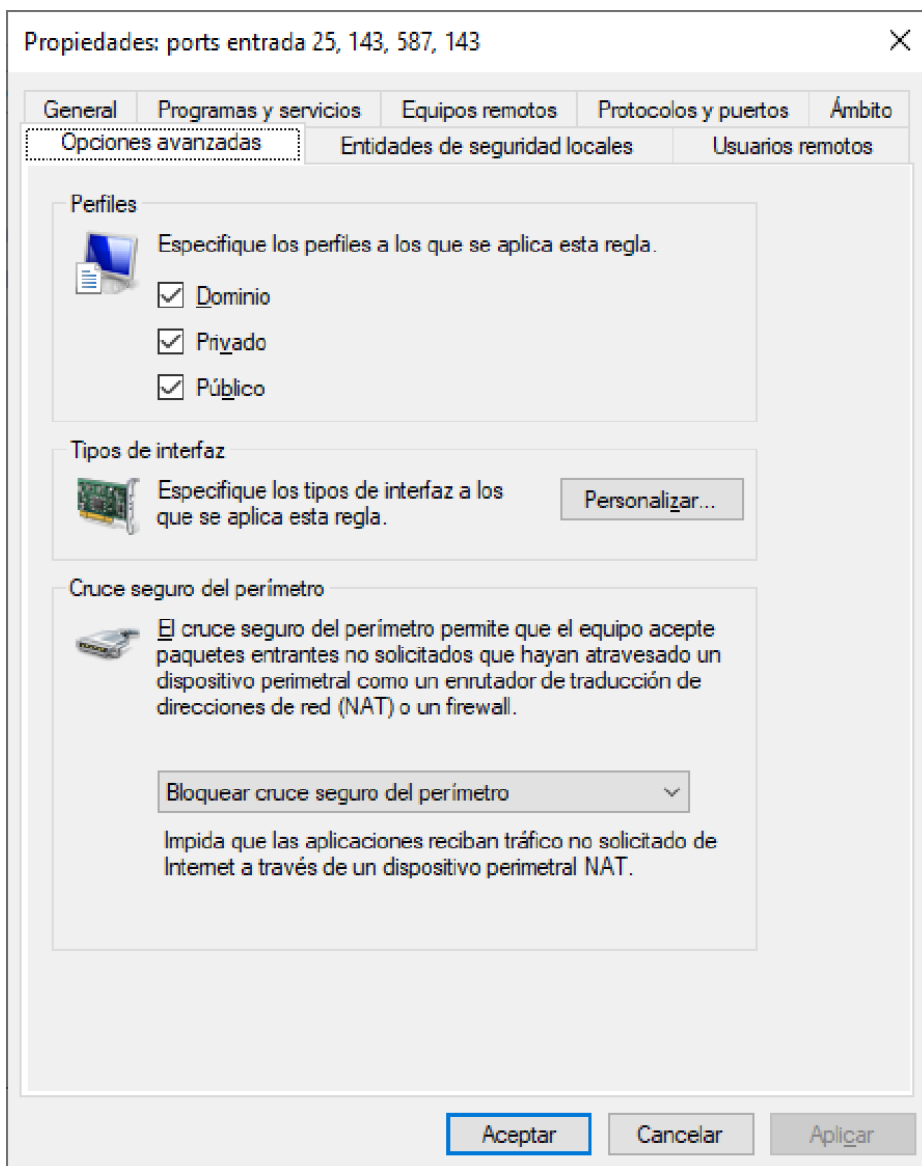 Propiedades: ports entrada 25, 143, 587, 143
General
Programas y servicios
Equipos remotos
Protocolos y puertos
Ámbito
Opciones avanzadas
Entidades de seguridad locales
Usuarios remotos
Perfiles
Especifique los perfiles a los que se aplica esta regla.
Dominio
Privado
Público
Tipos de interfaz
Especifique los tipos de interfaz a los
que se aplica esta regla.
Personalizar...
Cruce seguro del perímetro
El cruce seguro del perímetro permite que el equipo acepte
paquetes entrantes no solicitados que hayan atravesado un
dispositivo perimetral como un enrutador de traducción de
direcciones de red (NAT) o un firewall.
Bloquear cruce seguro del perímetro
Impida que las aplicaciones reciban tráfico no solicitado de
Internet a través de un dispositivo perimetral NAT.
Aceptar
Cancelar
Aplicar